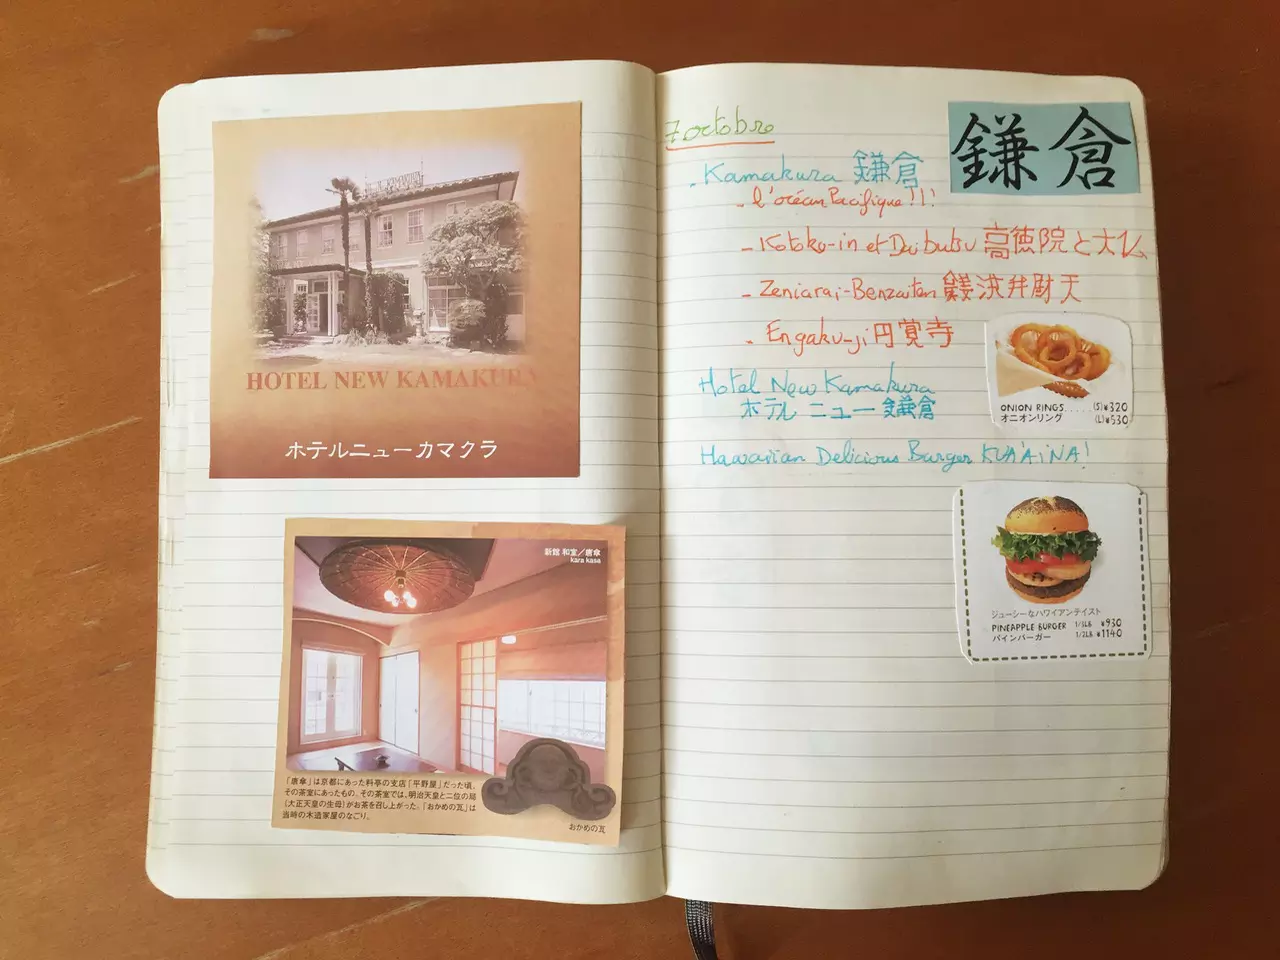 HOTEL NEW KAMAKURA
ホテルニューカマクラ
新館 和室／唐傘
kara kasa
「唐傘」は京都にあった料亭の支店「平野屋」だった頃、
その茶室にあったもの。その茶室では、明治天皇と二位の局
(大正天皇の生母)がお茶を召し上がった。「おかめの瓦」は
当時の木造家屋のなごり。
おかめの瓦
7 octobre
鎌倉
- Kamakura 鎌倉
- l'océan Pacifique!!!
- Kotoku-in et Daibutsu 高徳院と大仏
- Zeniarai-Benzaiten 銭洗弁財天
- Engaku-ji 円覚寺
ONION RINGS.....(S)¥320
オニオンリング (L)¥530
Hotel New Kamakura
ホテル ニュー 鎌倉
Hawaiian Delicious Burger KUA'AINA!
ジューシーなハワイアンテイスト
PINEAPPLE BURGER 1/3LB ¥930
パインバーガー 1/2LB ¥1140